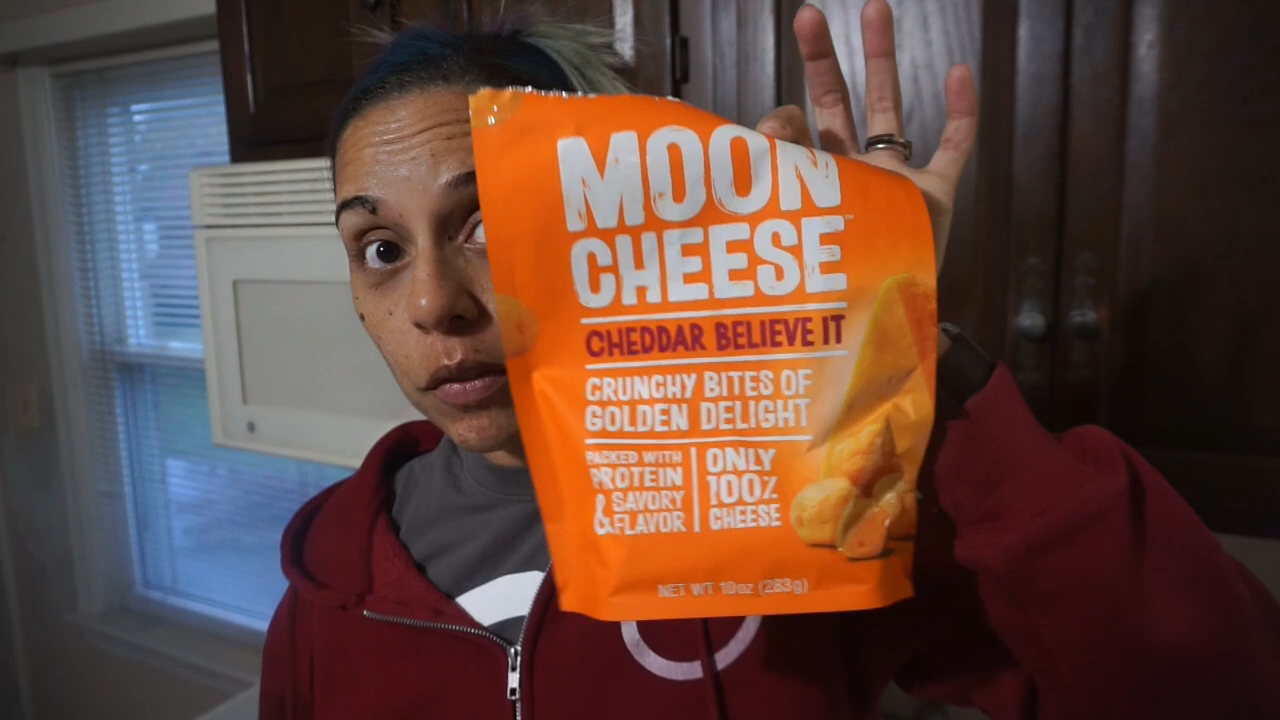 MOON
CHEESE™
CHEDDAR BELIEVE IT
CRUNCHY BITES OF
GOLDEN DELIGHT
PACKED WITH
PROTEIN
& SAVORY
FLAVOR
ONLY
100%
CHEESE
NET WT 10oz (283g)